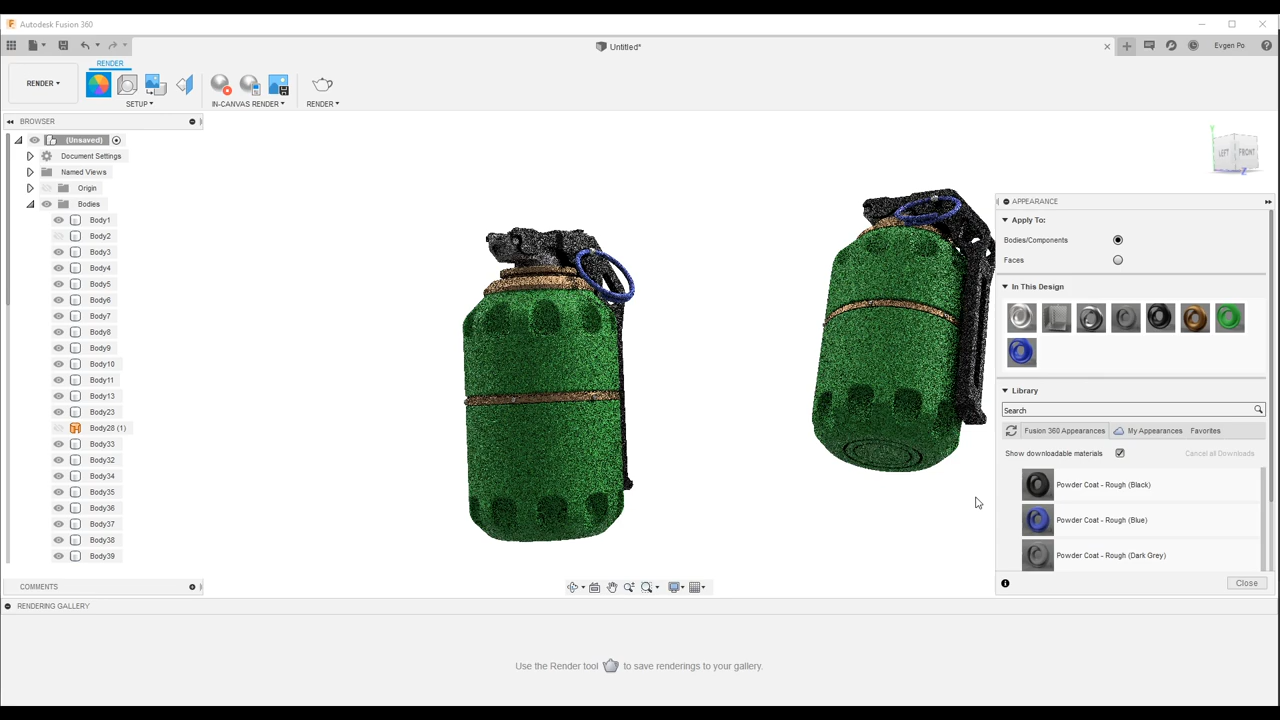 Autodesk Fusion 360
Untitled*
Evgen Po
RENDER
RENDER
SETUP
IN-CANVAS RENDER
RENDER
BROWSER
(Unsaved)
Document Settings
Named Views
Origin
Bodies
Body1
Body2
Body3
Body4
Body5
Body6
Body7
Body8
Body9
Body10
Body11
Body13
Body23
Body28 (1)
Body33
Body32
Body34
Body35
Body36
Body37
Body38
Body39
COMMENTS
LEFT FRONT
Z
APPEARANCE
Apply To:
Bodies/Components
Faces
In This Design
Library
Search
Fusion 360 Appearances My Appearances Favorites
Show downloadable materials Cancel all Downloads
Powder Coat - Rough (Black)
Powder Coat - Rough (Blue)
Powder Coat - Rough (Dark Grey)
Close
RENDERING GALLERY
Use the Render tool to save renderings to your gallery.